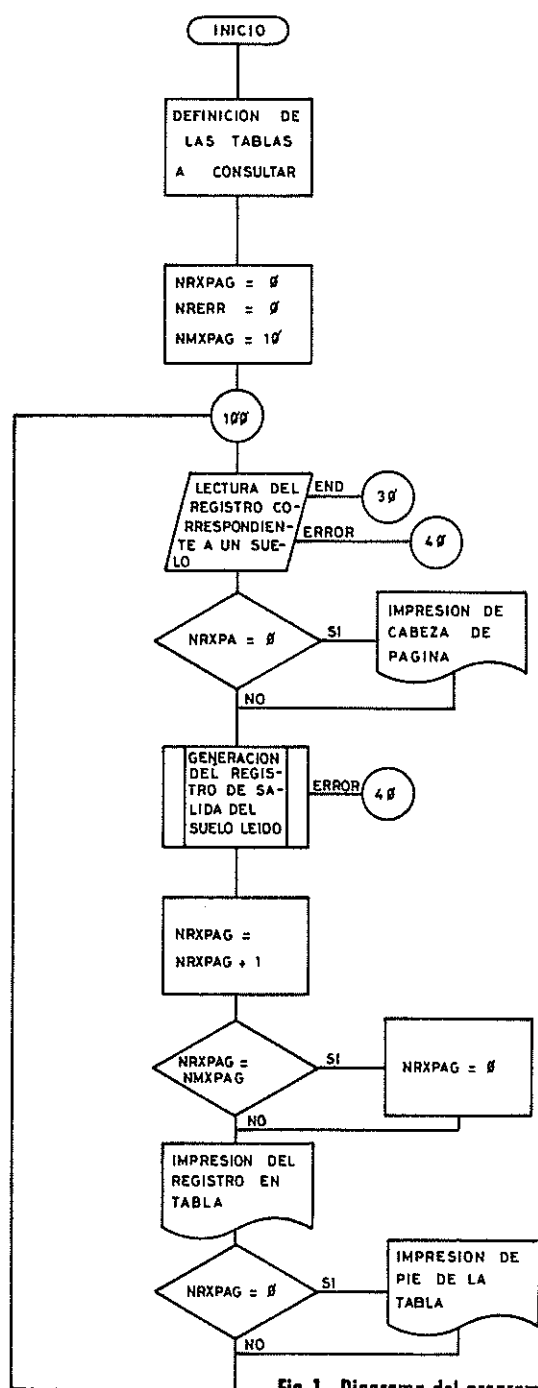 INICIO
DEFINICION DE
LAS TABLAS
A CONSULTAR
NRXPAG = Ø
NRERR = Ø
NMXPAG = 1Ø
1ØØ
LECTURA DEL
REGISTRO CO-
RRESPONDIEN-
TE A UN SUE-
LO
END
3Ø
ERROR
4Ø
NRXPA = Ø
SI
IMPRESION DE
CABEZA DE
PAGINA
NO
GENERACION
DEL REGIS-
TRO DE SA-
LIDA DEL
SUELO LEIDO
ERROR
4Ø
NRXPAG =
NRXPAG + 1
NRXPAG =
NMXPAG
SI
NRXPAG = Ø
NO
IMPRESION DEL
REGISTRO EN
TABLA
NRXPAG = Ø
SI
IMPRESION DE
PIE DE LA
TABLA
NO
Fig. 1. Diagrama del program